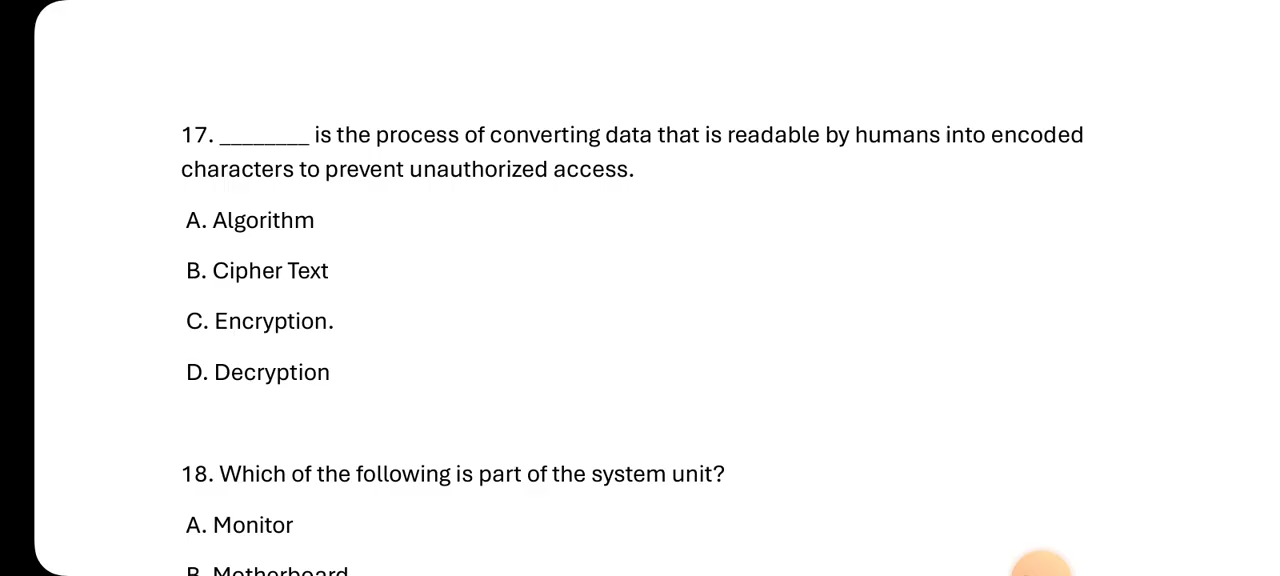 17. ________ is the process of converting data that is readable by humans into encoded
characters to prevent unauthorized access.
A. Algorithm
B. Cipher Text
C. Encryption.
D. Decryption
18. Which of the following is part of the system unit?
A. Monitor
B. Motherboard